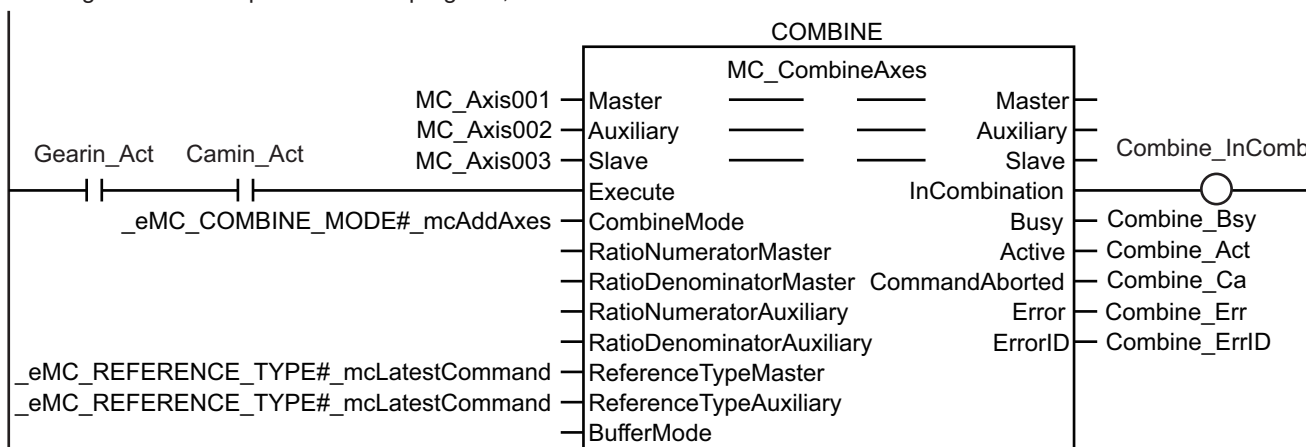 COMBINE
MC_CombineAxes
MC_Axis001 Master Master
MC_Axis002 Auxiliary Auxiliary
Gearin_Act Camin_Act MC_Axis003 Slave Slave Combine_InComb
Execute InCombination
_eMC_COMBINE_MODE#_mcAddAxes CombineMode Busy Combine_Bsy
RatioNumeratorMaster Active Combine_Act
RatioDenominatorMaster CommandAborted Combine_Ca
RatioNumeratorAuxiliary Error Combine_Err
RatioDenominatorAuxiliary ErrorID Combine_ErrID
_eMC_REFERENCE_TYPE#_mcLatestCommand ReferenceTypeMaster
_eMC_REFERENCE_TYPE#_mcLatestCommand ReferenceTypeAuxiliary
BufferMode